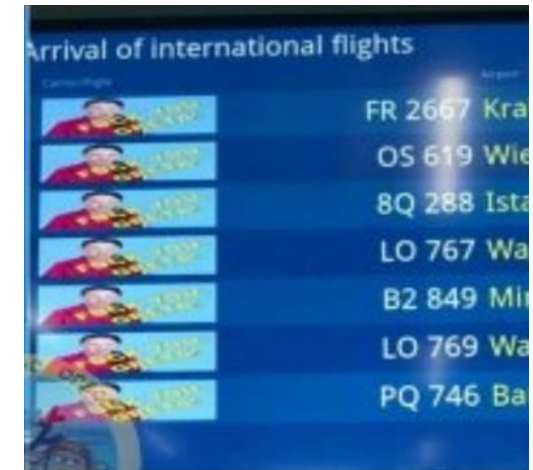 Arrival of international flights
FR 2667 Kra
OS 619 Wie
8Q 288 Ista
LO 767 Wa
B2 849 Min
LO 769 Wa
PQ 746 Ba